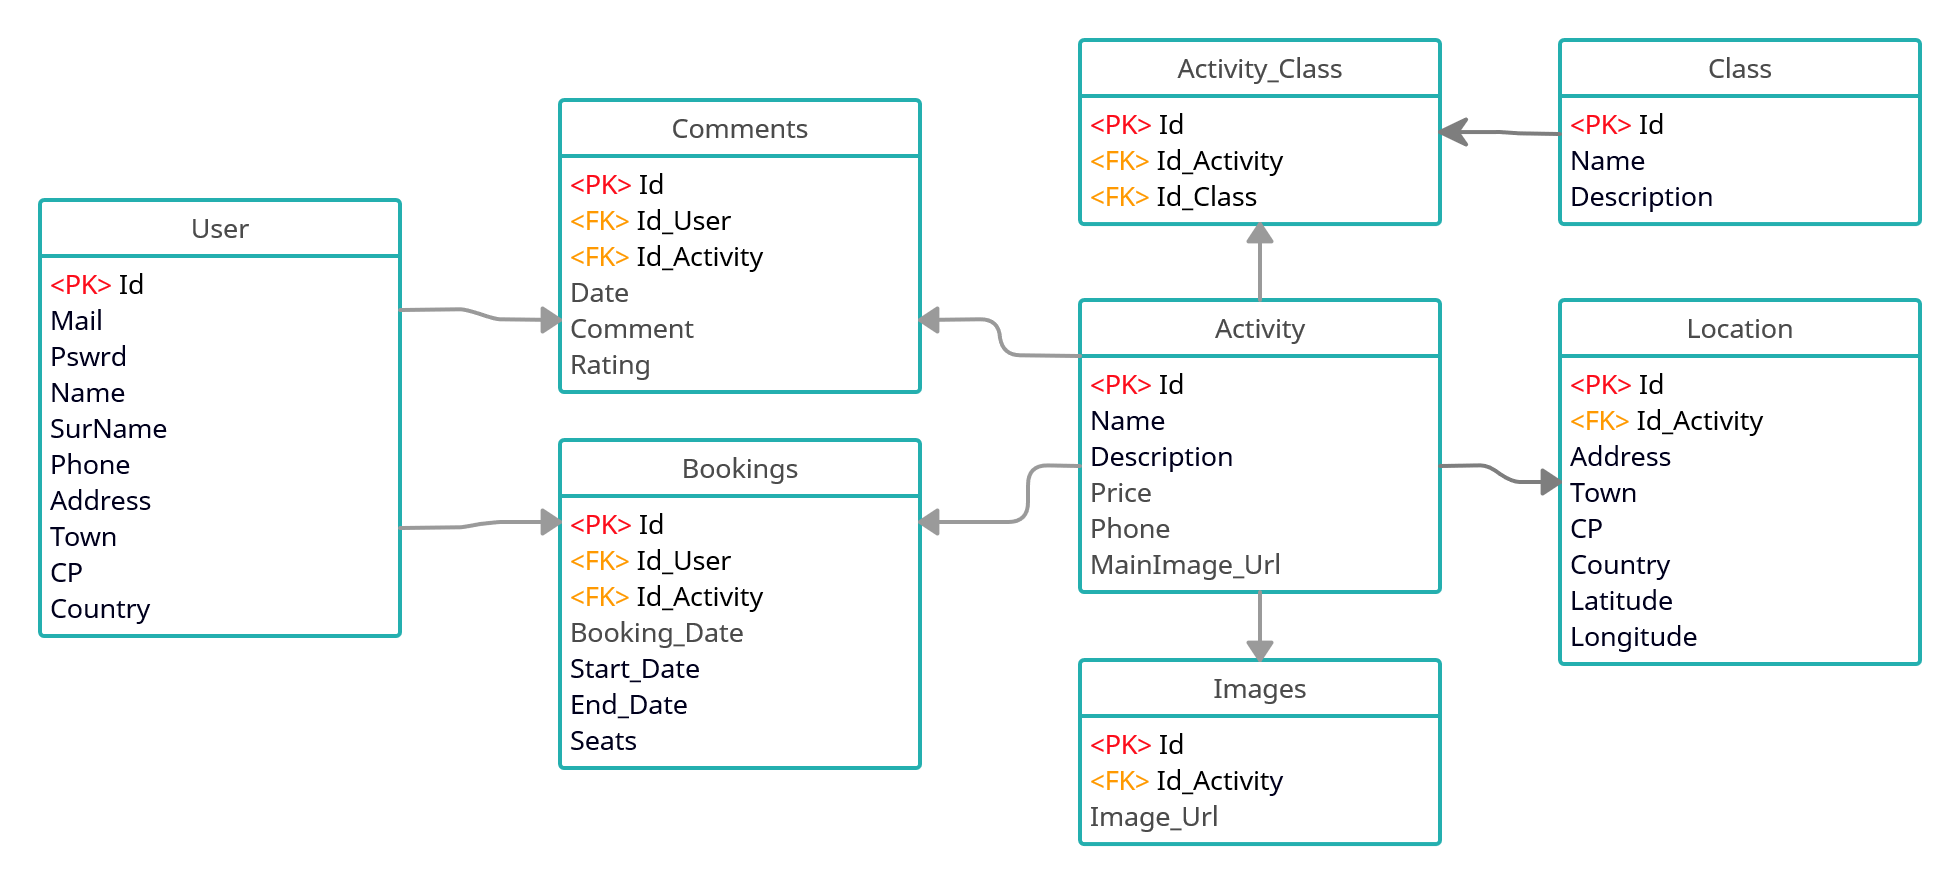 User
<PK> Id
Mail
Pswrd
Name
SurName
Phone
Address
Town
CP
Country
Comments
<PK> Id
<FK> Id_User
<FK> Id_Activity
Date
Comment
Rating
Bookings
<PK> Id
<FK> Id_User
<FK> Id_Activity
Booking_Date
Start_Date
End_Date
Seats
Activity_Class
<PK> Id
<FK> Id_Activity
<FK> Id_Class
Activity
<PK> Id
Name
Description
Price
Phone
MainImage_Url
Images
<PK> Id
<FK> Id_Activity
Image_Url
Class
<PK> Id
Name
Description
Location
<PK> Id
<FK> Id_Activity
Address
Town
CP
Country
Latitude
Longitude